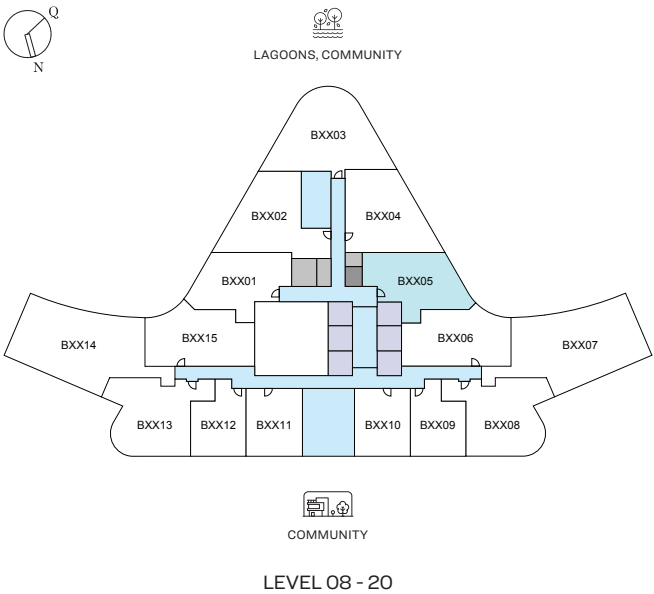 Q
N
LAGOONS, COMMUNITY
BXX03
BXX02
BXX04
BXX01
BXX05
BXX14
BXX15
BXX06
BXX07
BXX13
BXX12
BXX11
BXX10
BXX09
BXX08
COMMUNITY
LEVEL 08 - 20